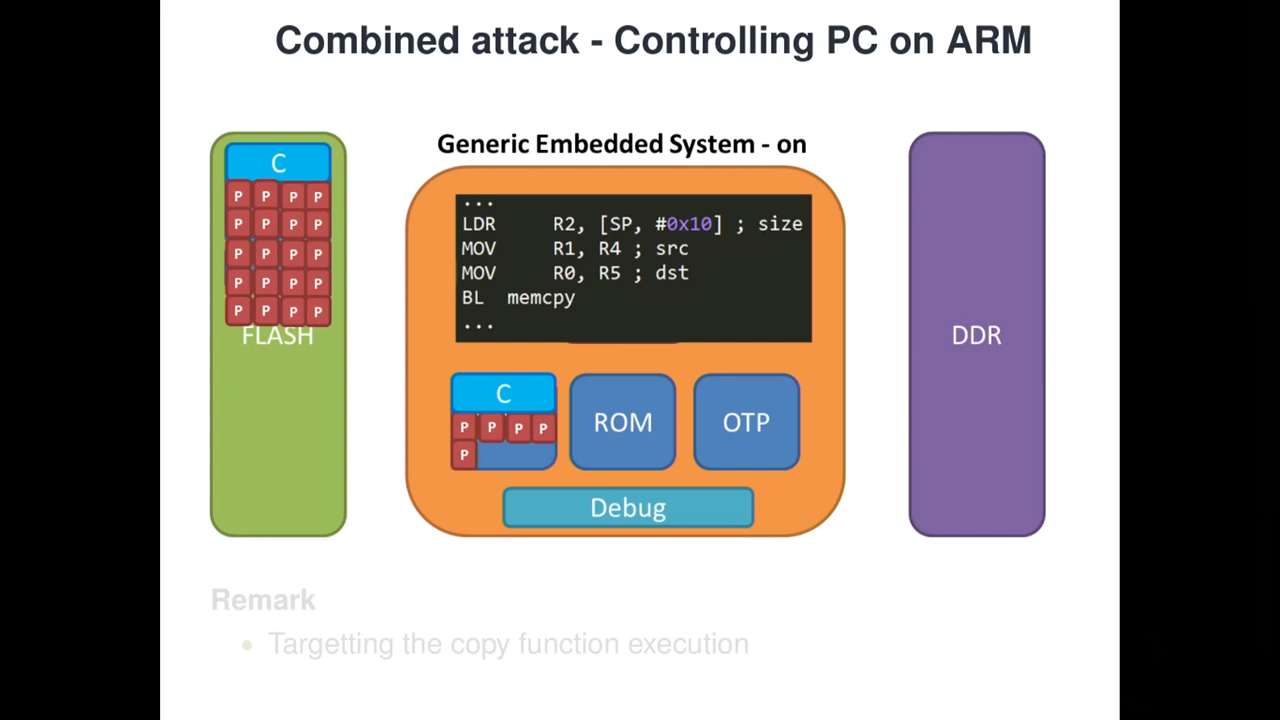 Combined attack - Controlling PC on ARM
Generic Embedded System - on
C
P P P P
P P P P
P P P P
P P P P
P P P P
FLASH
...
LDR R2, [SP, #0x10] ; size
MOV R1, R4 ; src
MOV R0, R5 ; dst
BL memcpy
...
C
P P P P
P
ROM
OTP
Debug
DDR
Remark
• Targetting the copy function execution